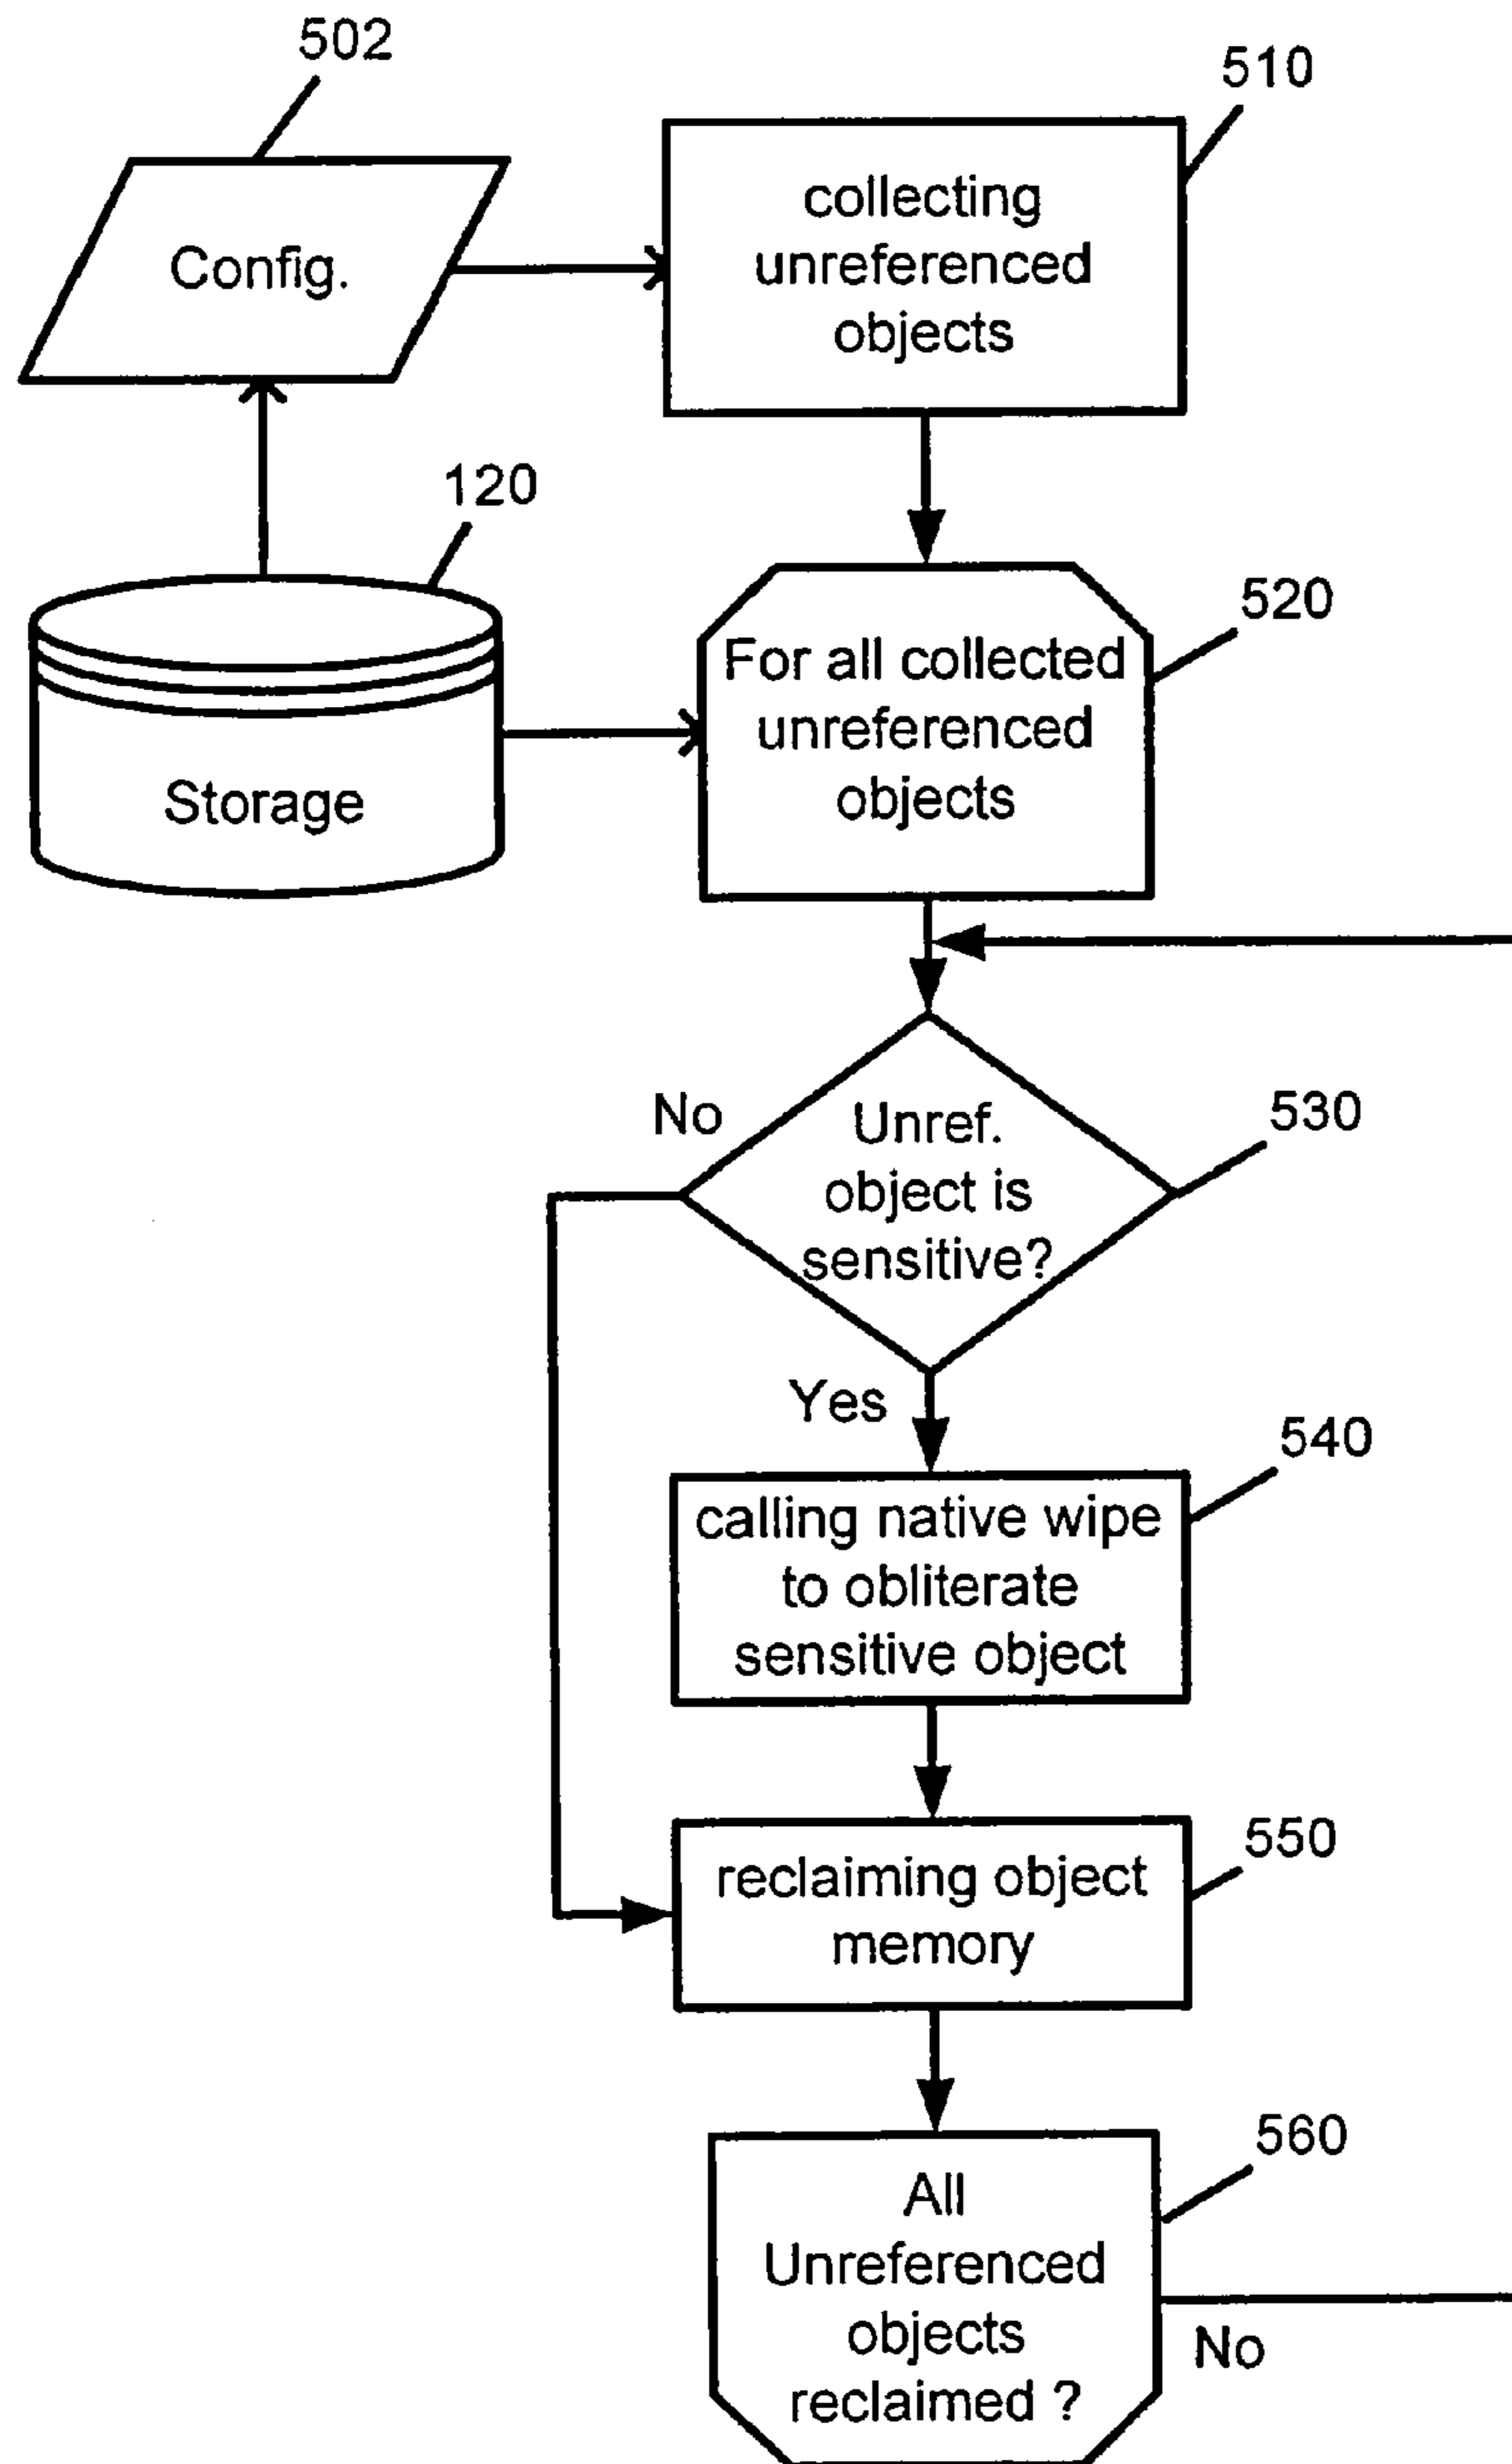 502
510
collecting
unreferenced
objects
Config.
120
520
For all collected
unreferenced
objects
Storage
No
530
Unref.
object is
sensitive?
Yes
540
calling native wipe
to obliterate
sensitive object
550
reclaiming object
memory
560
All
Unreferenced
objects
reclaimed ?
No